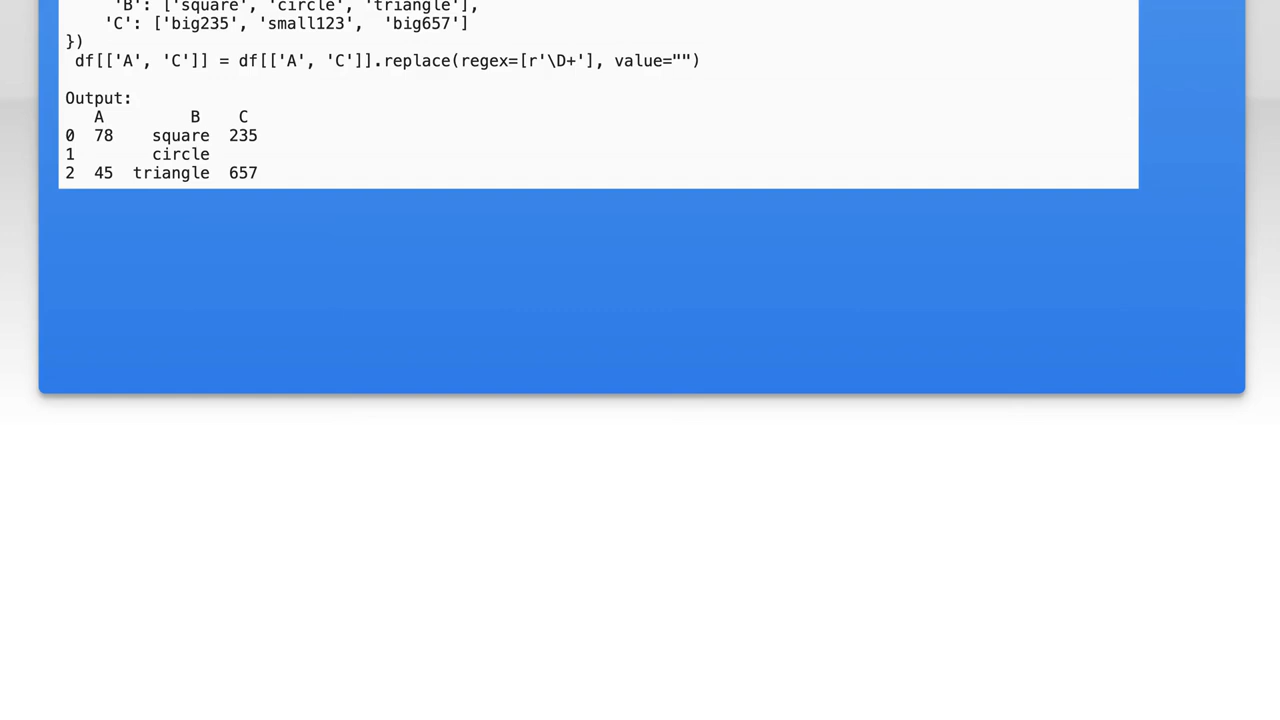 'B': ['square', 'circle', 'triangle'],
'C': ['big235', 'small123',  'big657']
})
df[['A', 'C']] = df[['A', 'C']].replace(regex=[r'\D+'], value="")
Output:
A         B    C
0  78    square  235
1        circle
2  45  triangle  657